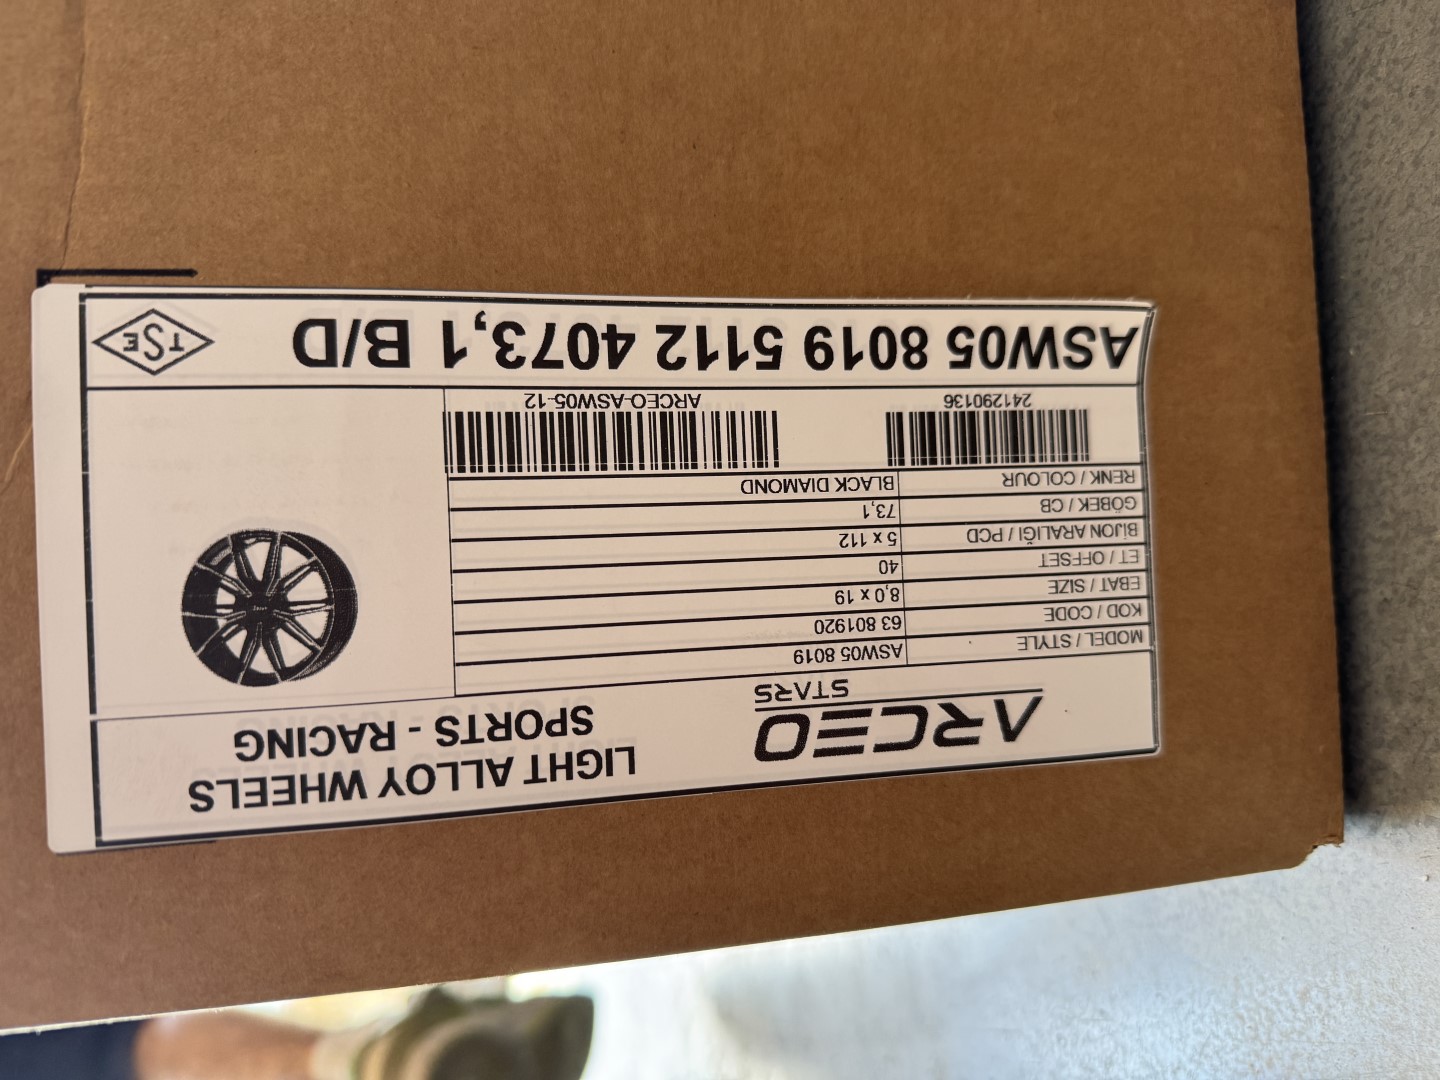 ARCEO
STARS
LIGHT ALLOY WHEELS
SPORTS - RACING
MODEL / STYLE ASW05 8019
KOD / CODE 63 801920
EBAT / SIZE 8,0 x 19
ET / OFFSET 40
BİJON ARALIĞI / PCD 5 x 112
GÖBEK / CB 73,1
RENK / COLOUR BLACK DIAMOND
241290136
ARCEO-ASW05-12
ASW05 8019 5112 4073,1 B/D
TSE